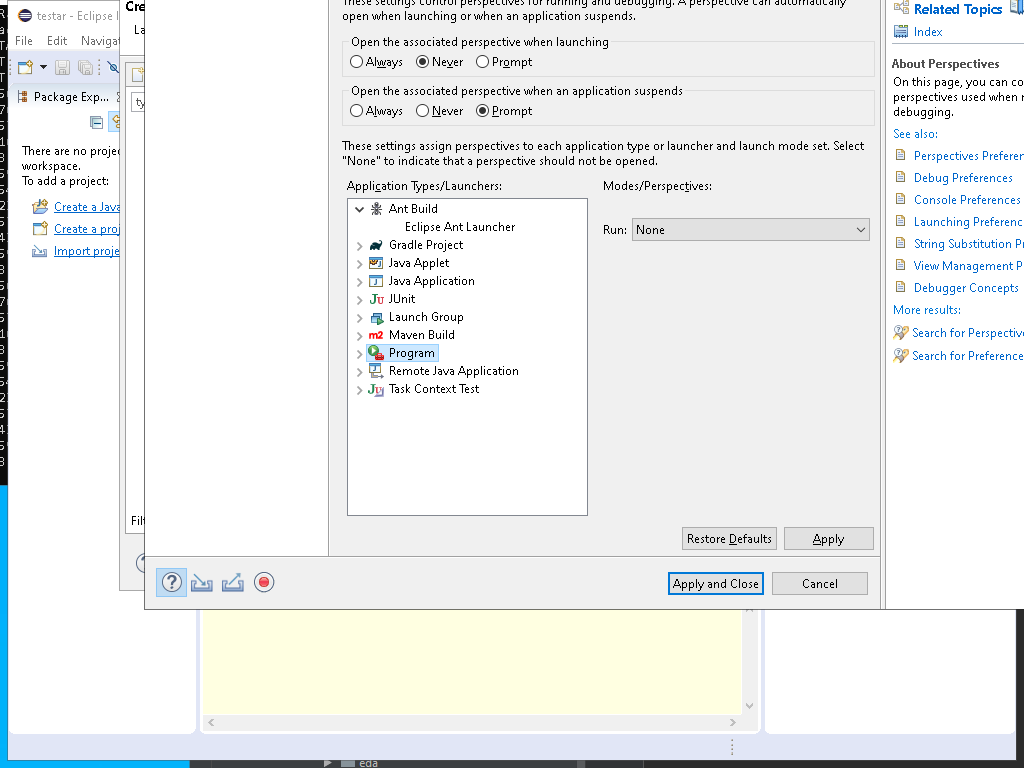 testar - Eclipse I
File Edit Naviga
Package Exp...
There are no proje
workspace.
To add a project:
Create a Java
Create a proj
Import proje
Cre
La
ty
Filt
These settings control perspectives for running and debugging. A perspective can automatically
open when launching or when an application suspends.
Open the associated perspective when launching
Always Never Prompt
Open the associated perspective when an application suspends
Always Never Prompt
These settings assign perspectives to each application type or launcher and launch mode set. Select
"None" to indicate that a perspective should not be opened.
Application Types/Launchers:
Ant Build
Eclipse Ant Launcher
Gradle Project
Java Applet
Java Application
JUnit
Launch Group
Maven Build
Program
Remote Java Application
Task Context Test
Modes/Perspectives:
Run: None
Restore Defaults Apply
Apply and Close Cancel
Related Topics
Index
About Perspectives
On this page, you can co
perspectives used when r
debugging.
See also:
Perspectives Preferen
Debug Preferences
Console Preferences
Launching Preferenc
String Substitution Pr
View Management P
Debugger Concepts
More results:
Search for Perspective
Search for Preference
eda